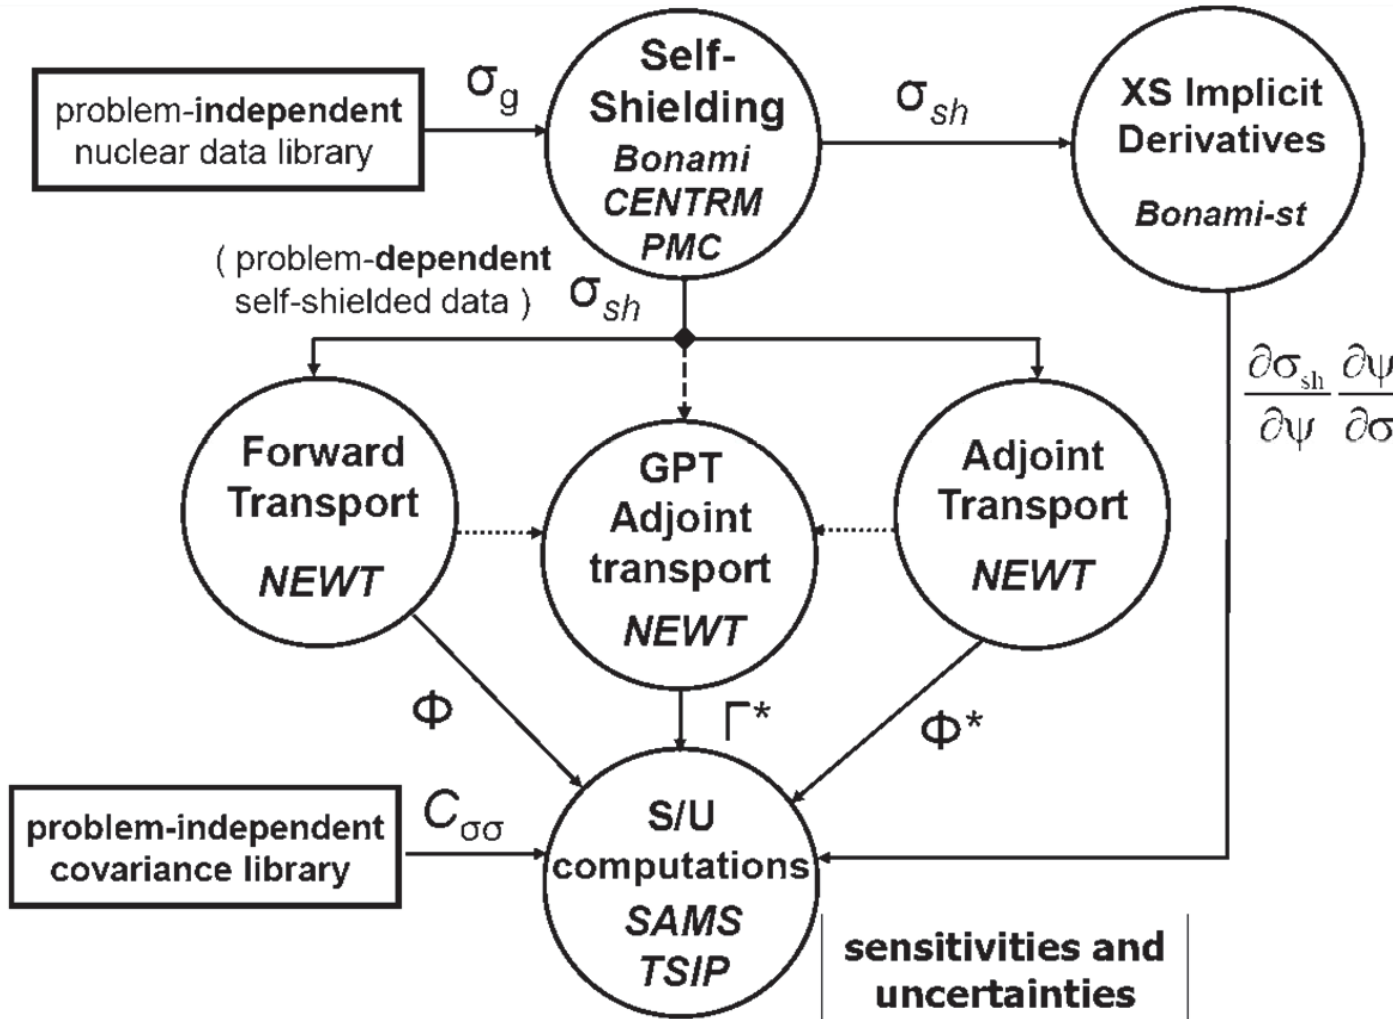 problem-independent
nuclear data library
σg
Self-
Shielding
Bonami
CENTRM
PMC
σsh
XS Implicit
Derivatives
Bonami-st
( problem-dependent
self-shielded data )
σsh
∂σsh ∂ψ
∂ψ ∂σ
Forward
Transport
NEWT
GPT
Adjoint
transport
NEWT
Adjoint
Transport
NEWT
Φ
Γ*
Φ*
problem-independent
covariance library
Cσσ
S/U
computations
SAMS
TSIP
sensitivities and
uncertainties